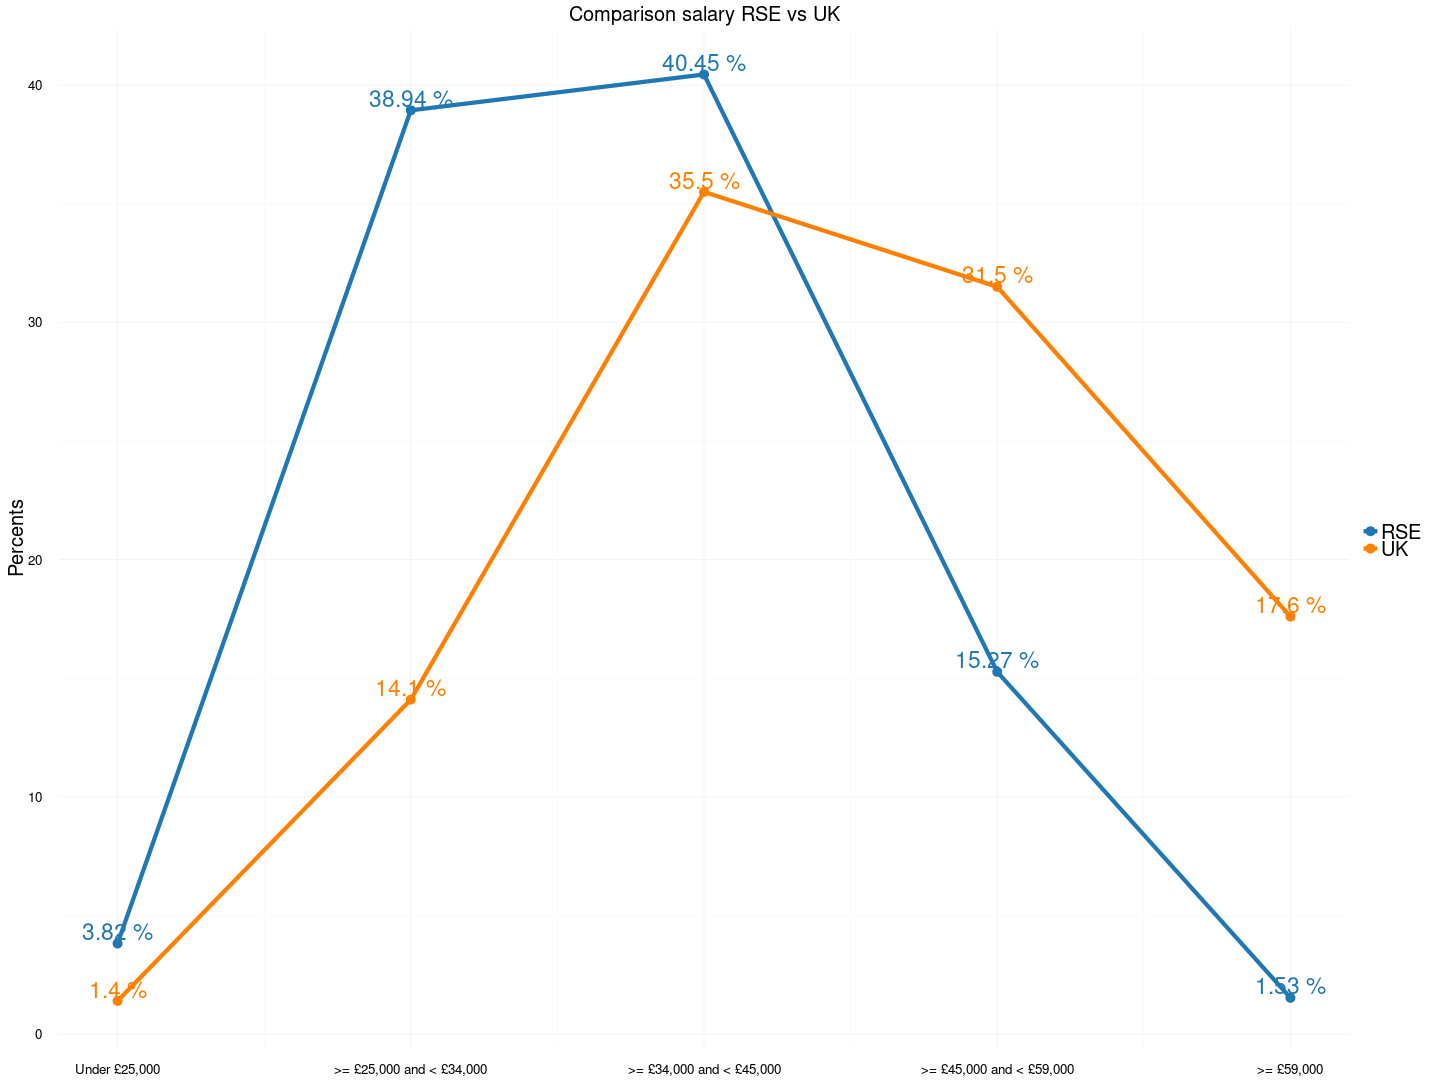 Comparison salary RSE vs UK
Percents
40
30
20
10
0
40.45 %
38.94 %
35.5 %
31.5 %
17.6 %
15.27 %
14.1 %
3.82 %
1.4 %
1.53 %
RSE
UK
Under £25,000
>= £25,000 and < £34,000
>= £34,000 and < £45,000
>= £45,000 and < £59,000
>= £59,000